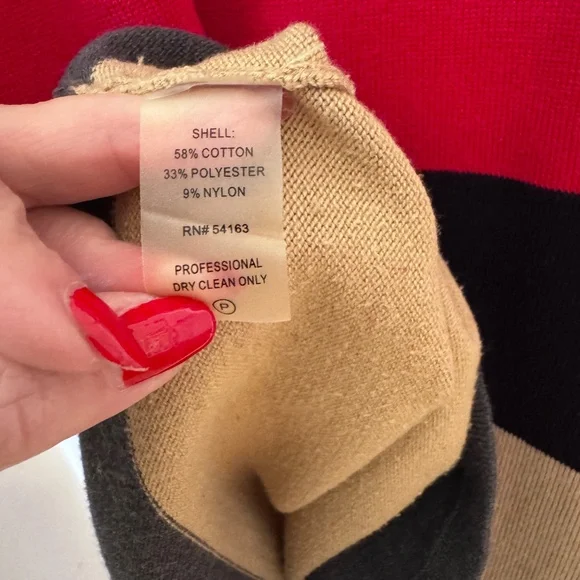 SHELL:
58% COTTON
33% POLYESTER
9% NYLON
RN# 54163
PROFESSIONAL
DRY CLEAN ONLY
P